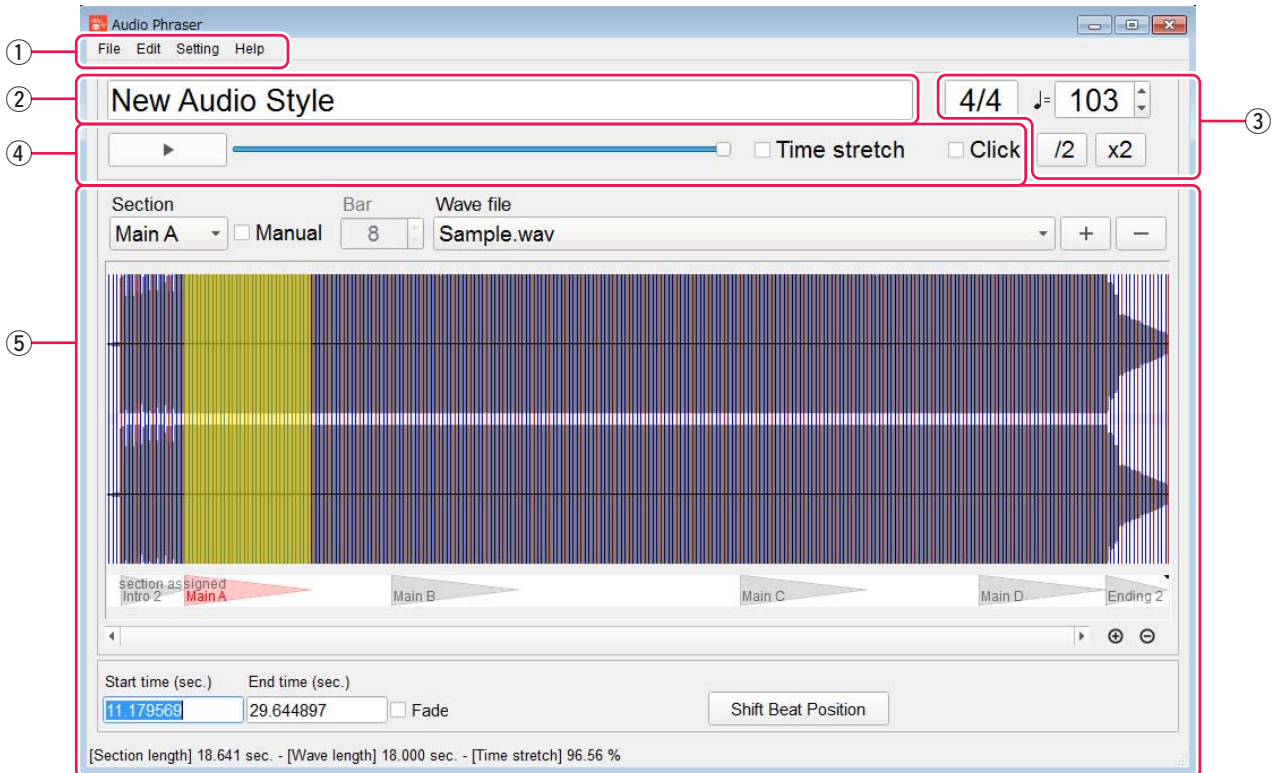 Audio Phraser
① File Edit Setting Help
② New Audio Style 4/4 ♩= 103 ③
④ Time stretch Click /2 x2
⑤
Section Bar Wave file
Main A Manual 8 Sample.wav + −
section assigned
Intro 2 Main A Main B Main C Main D Ending 2
Start time (sec.) End time (sec.)
11.179569 29.644897 Fade Shift Beat Position
[Section length] 18.641 sec. - [Wave length] 18.000 sec. - [Time stretch] 96.56 %